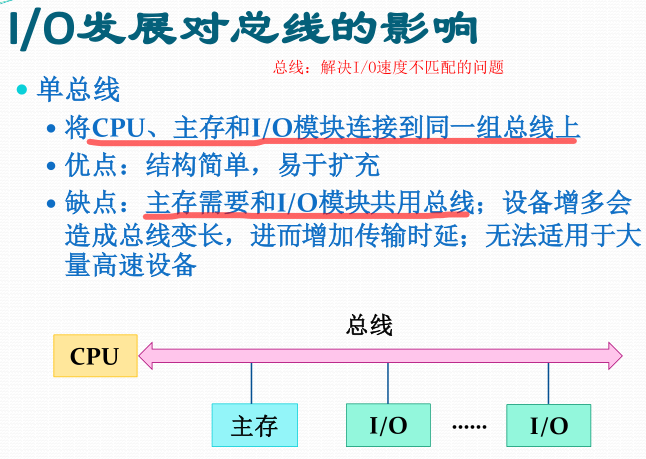 I/O发展对总线的影响
总线：解决I/O速度不匹配的问题
• 单总线
• 将CPU、主存和I/O模块连接到同一组总线上
• 优点：结构简单，易于扩充
• 缺点：主存需要和I/O模块共用总线；设备增多会
造成总线变长，进而增加传输时延；无法适用于大
量高速设备
总线
CPU
主存 I/O ...... I/O